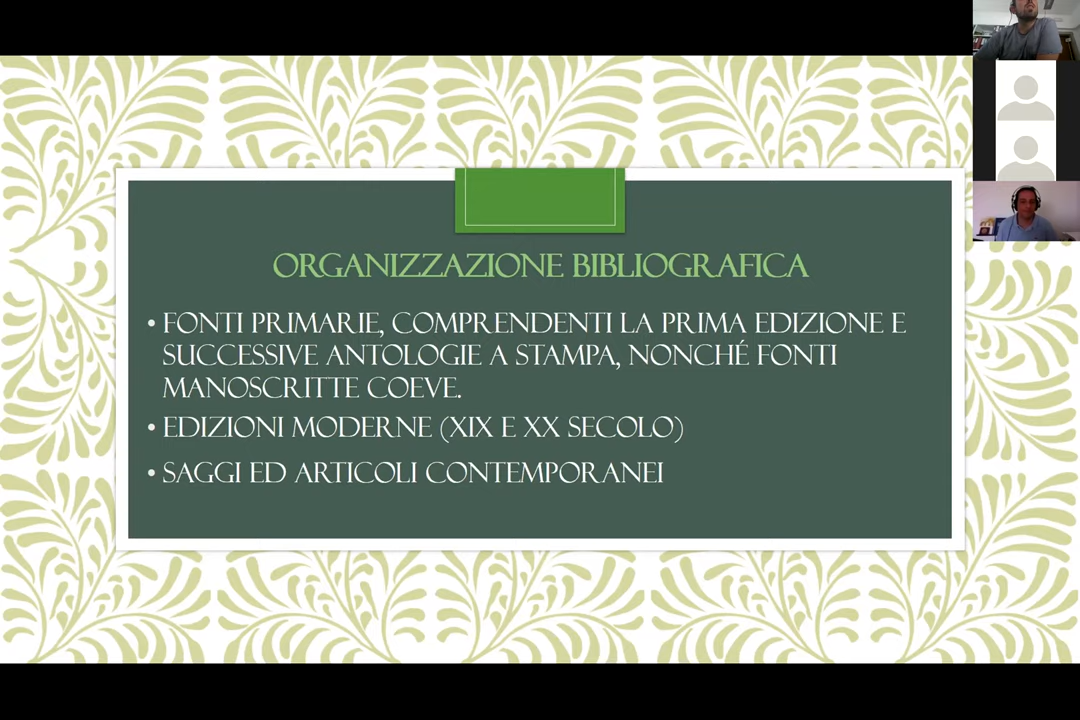 ORGANIZZAZIONE BIBLIOGRAFICA
• FONTI PRIMARIE, COMPRENDENTI LA PRIMA EDIZIONE E
SUCCESSIVE ANTOLOGIE A STAMPA, NONCHÉ FONTI
MANOSCRITTE COEVE.
• EDIZIONI MODERNE (XIX E XX SECOLO)
• SAGGI ED ARTICOLI CONTEMPORANEI